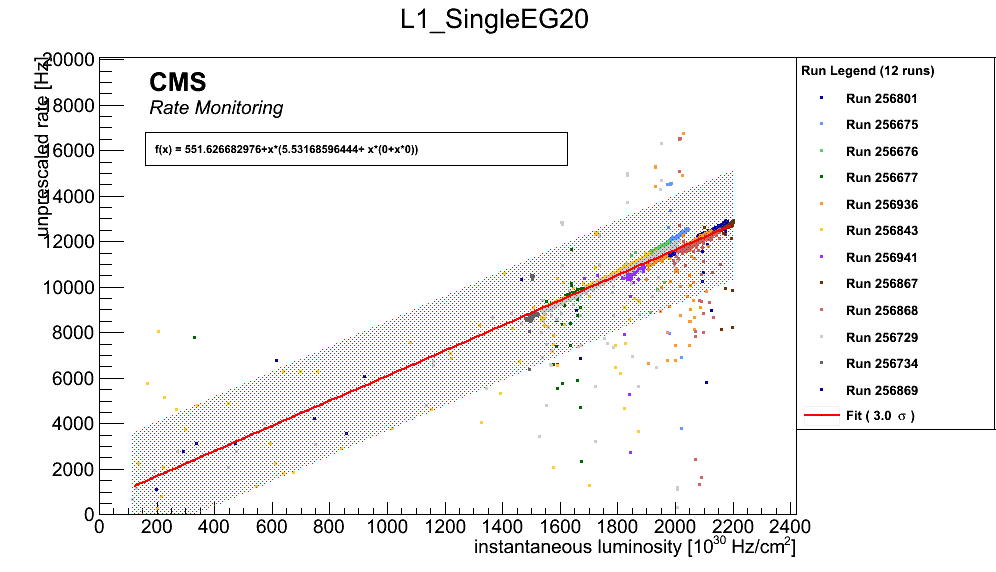 L1_SingleEG20
unprescaled rate [Hz]
20000
18000
16000
14000
12000
10000
8000
6000
4000
2000
0
CMS
Rate Monitoring
f(x) = 551.626682976+x*(5.53168596444+ x*(0+x*0))
0 200 400 600 800 1000 1200 1400 1600 1800 2000 2200 2400
instantaneous luminosity [10³⁰ Hz/cm²]
Run Legend (12 runs)
Run 256801
Run 256675
Run 256676
Run 256677
Run 256936
Run 256843
Run 256941
Run 256867
Run 256868
Run 256729
Run 256734
Run 256869
Fit ( 3.0 σ )